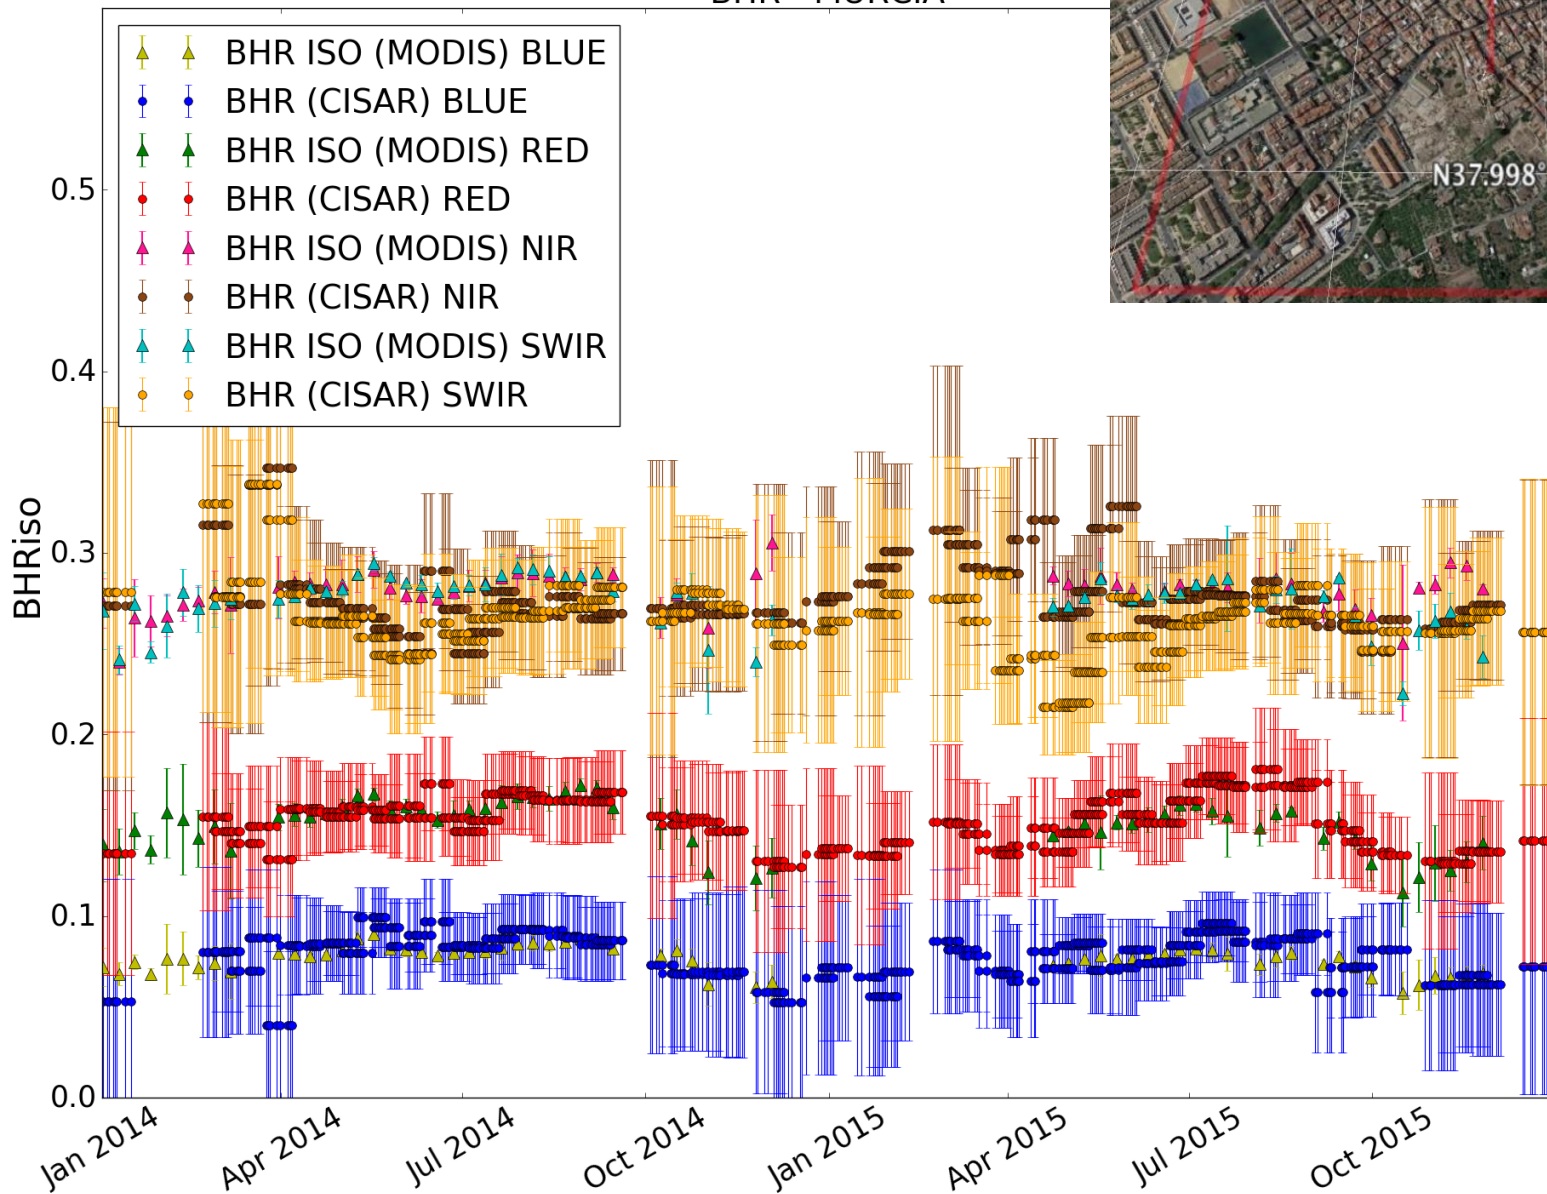 BHR - MURCIA
BHR ISO (MODIS) BLUE
BHR (CISAR) BLUE
BHR ISO (MODIS) RED
BHR (CISAR) RED
BHR ISO (MODIS) NIR
BHR (CISAR) NIR
BHR ISO (MODIS) SWIR
BHR (CISAR) SWIR
N37.998°
BHRiso
0.5
0.4
0.3
0.2
0.1
0.0
Jan 2014
Apr 2014
Jul 2014
Oct 2014
Jan 2015
Apr 2015
Jul 2015
Oct 2015